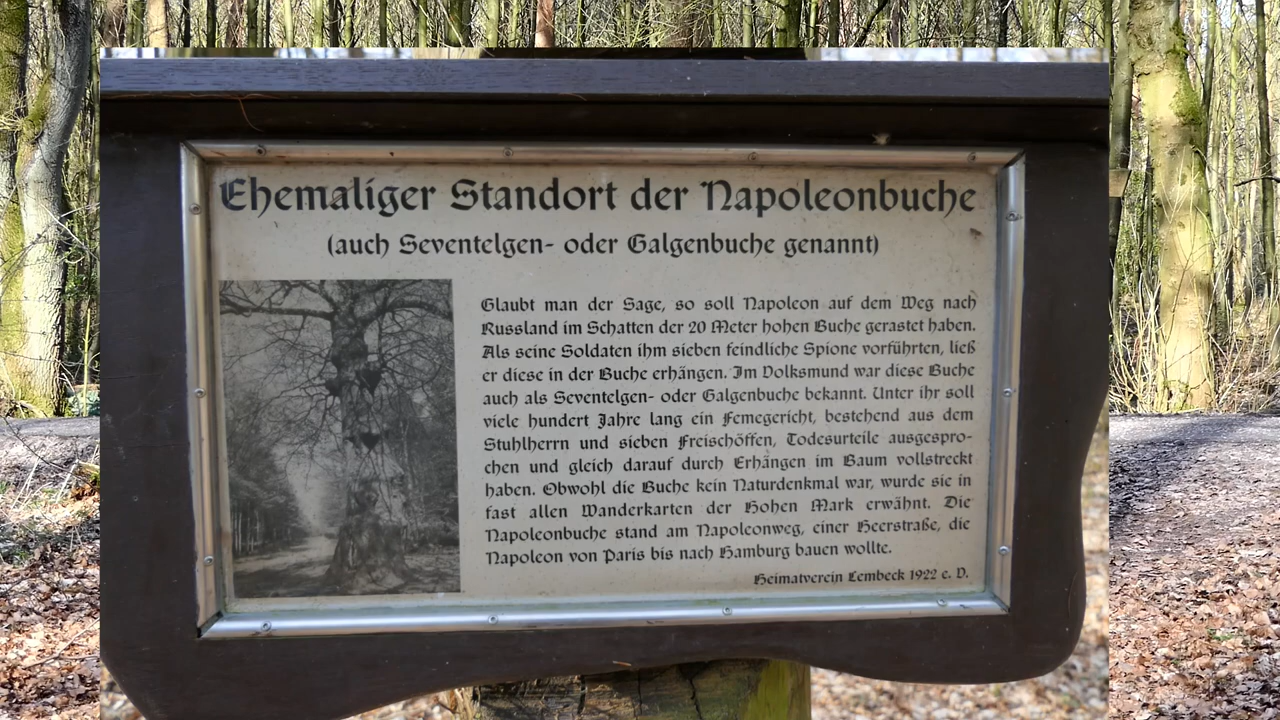 Ehemaliger Standort der Napoleonbuche
(auch Seventelgen- oder Galgenbuche genannt)
Glaubt man der Sage, so soll Napoleon auf dem Weg nach
Russland im Schatten der 20 Meter hohen Buche gerastet haben.
Als seine Soldaten ihm sieben feindliche Spione vorführten, ließ
er diese in der Buche erhängen. Im Volksmund war diese Buche
auch als Seventelgen- oder Galgenbuche bekannt. Unter ihr soll
viele hundert Jahre lang ein Femegericht, bestehend aus dem
Stuhlherrn und sieben Freischöffen, Todesurteile ausgespro-
chen und gleich darauf durch Erhängen im Baum vollstreckt
haben. Obwohl die Buche kein Naturdenkmal war, wurde sie in
fast allen Wanderkarten der Hohen Mark erwähnt. Die
Napoleonbuche stand am Napoleonweg, einer Heerstraße, die
Napoleon von Paris bis nach Hamburg bauen wollte.
Heimatverein Lembeck 1922 e. V.